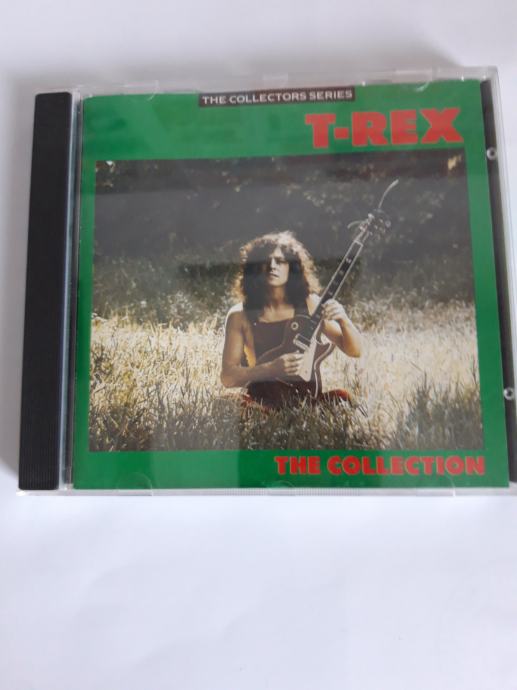 THE COLLECTORS SERIES
T-REX
THE COLLECTION